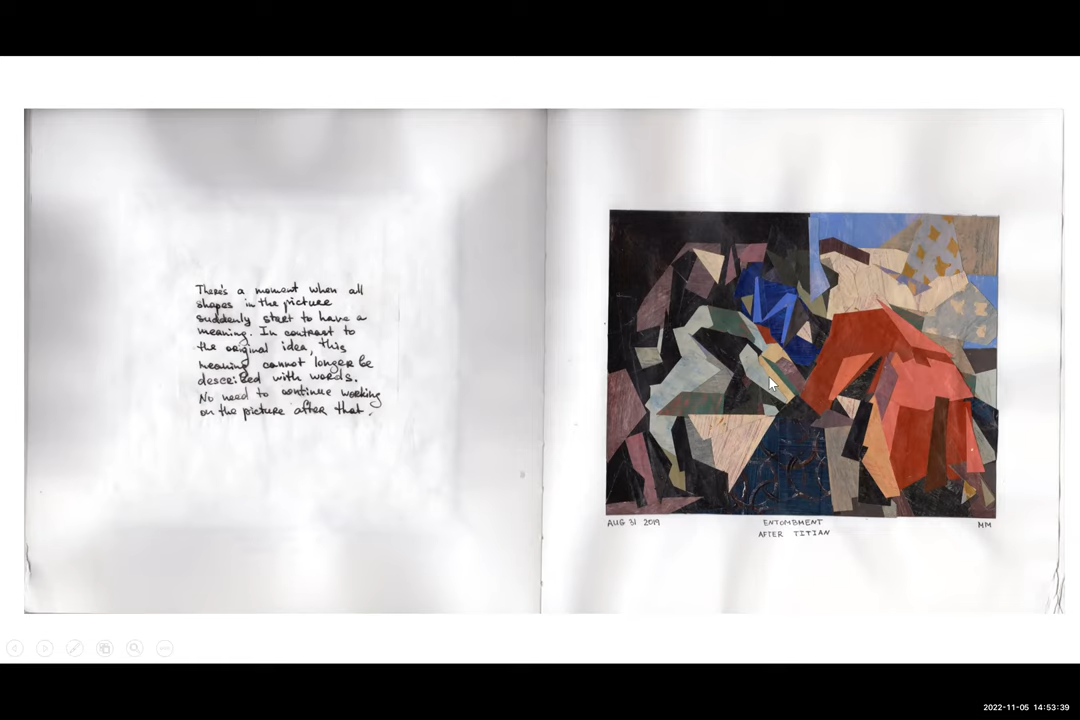 There's a moment when all
shapes in the picture
suddenly start to have a
meaning. In contrast to
the original idea, this
meaning cannot longer be
described with words.
No need to continue working
on the picture after that.
AUG 31 2019
ENTOMBMENT
AFTER TITIAN
MM
2022-11-05 14:53:39